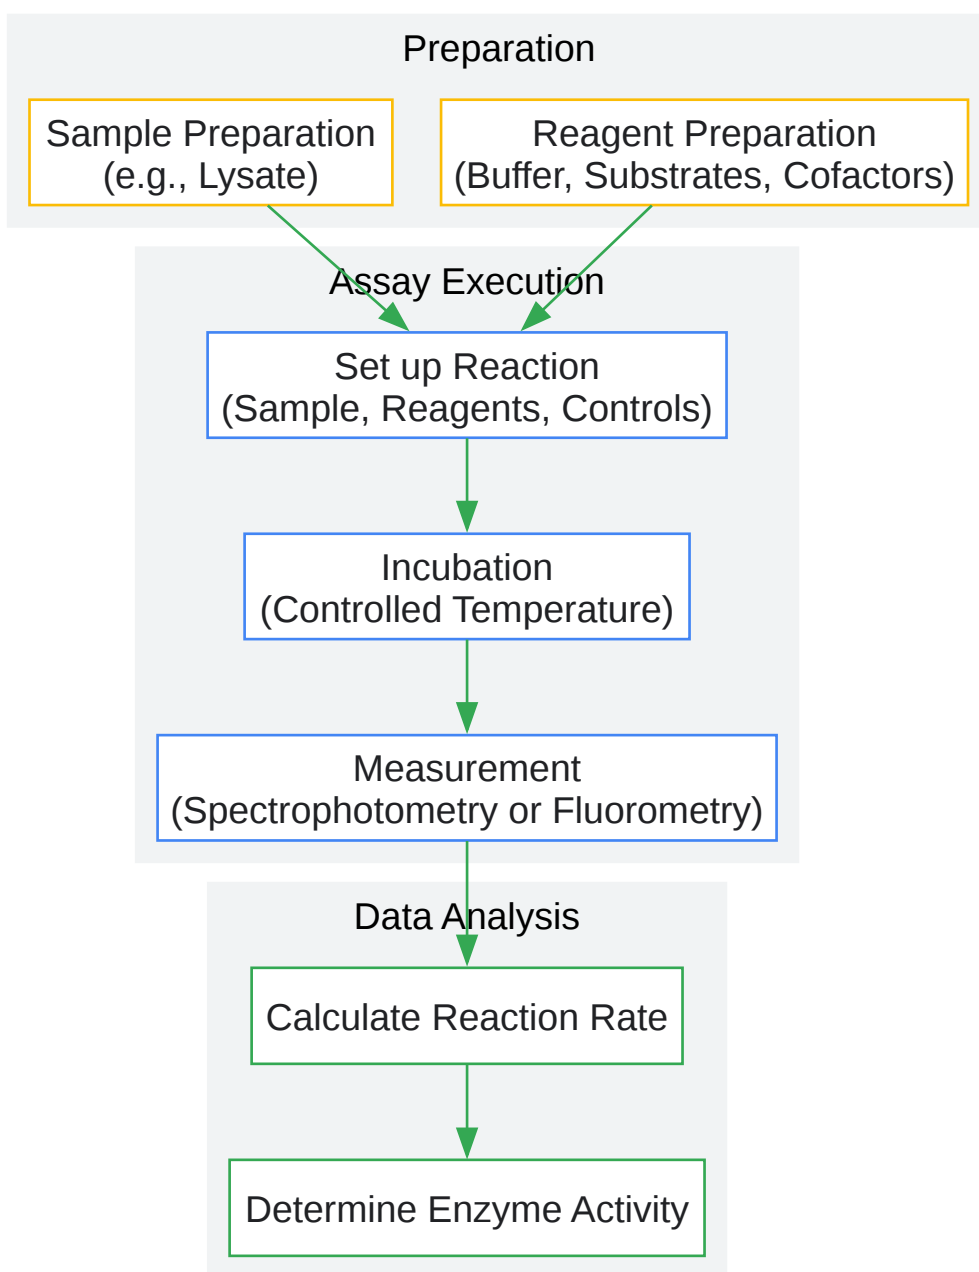 Preparation
Sample Preparation
(e.g., Lysate)
Reagent Preparation
(Buffer, Substrates, Cofactors)
Assay Execution
Set up Reaction
(Sample, Reagents, Controls)
Incubation
(Controlled Temperature)
Measurement
(Spectrophotometry or Fluorometry)
Data Analysis
Calculate Reaction Rate
Determine Enzyme Activity